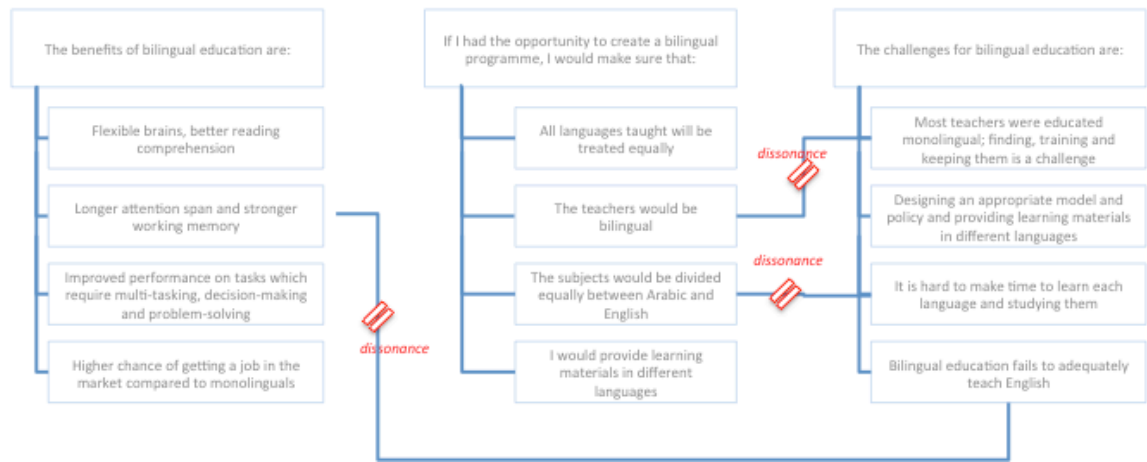 The benefits of bilingual education are:
Flexible brains, better reading
comprehension
Longer attention span and stronger
working memory
Improved performance on tasks which
require multi-tasking, decision-making
and problem-solving
Higher chance of getting a job in the
market compared to monolinguals
If I had the opportunity to create a bilingual
programme, I would make sure that:
All languages taught will be
treated equally
The teachers would be
bilingual
The subjects would be divided
equally between Arabic and
English
I would provide learning
materials in different
languages
The challenges for bilingual education are:
Most teachers were educated
monolingual; finding, training and
keeping them is a challenge
Designing an appropriate model and
policy and providing learning materials
in different languages
It is hard to make time to learn each
language and studying them
Bilingual education fails to adequately
teach English
dissonance
dissonance
dissonance